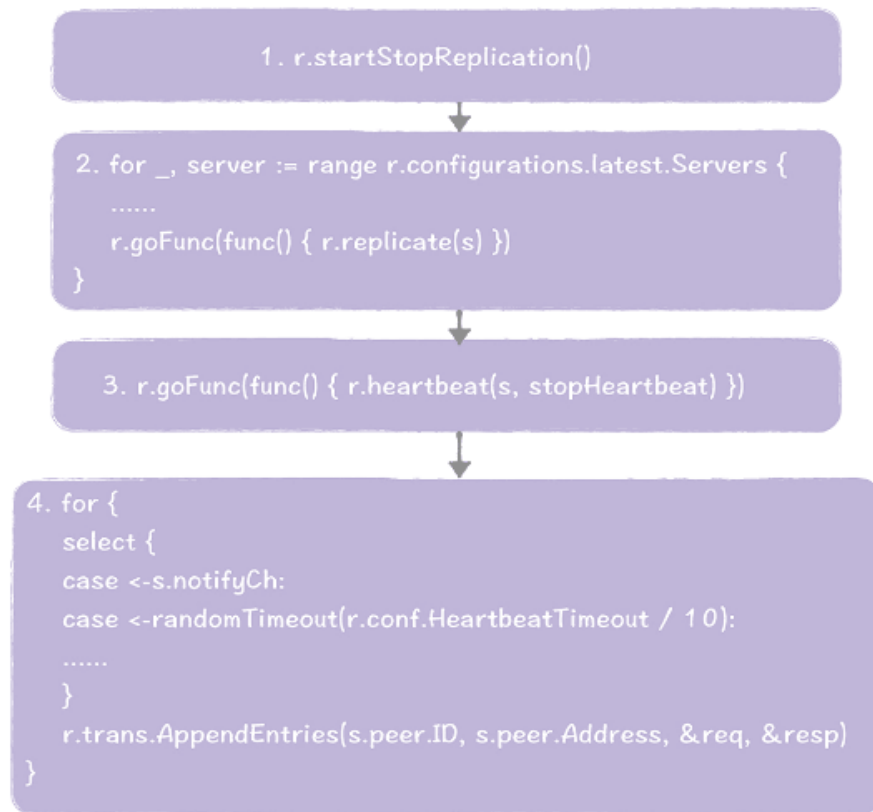 1. r.startStopReplication()
2. for _, server := range r.configurations.latest.Servers {
......
r.goFunc(func() { r.replicate(s) })
}
3. r.goFunc(func() { r.heartbeat(s, stopHeartbeat) })
4. for {
select {
case <-s.notifyCh:
case <-randomTimeout(r.conf.HeartbeatTimeout / 10):
......
}
r.trans.AppendEntries(s.peer.ID, s.peer.Address, &req, &resp)
}